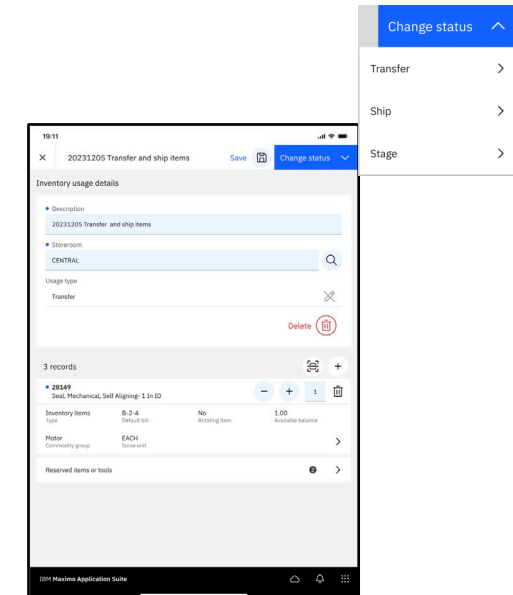 Change status
Transfer
Ship
Stage
19:11
20231205 Transfer and ship items Save Change status
Inventory usage details
Description
20231205 Transfer and ship items
Storeroom
CENTRAL
Usage type
Transfer
Delete
3 records
28149
Seal, Mechanical, Self Aligning- 1 In ID
1
Inventory items B-2-4 No 1.00
Type Default bin Rotating item Available balance
Motor EACH
Commodity group Issue unit
Reserved items or tools 2
IBM Maximo Application Suite